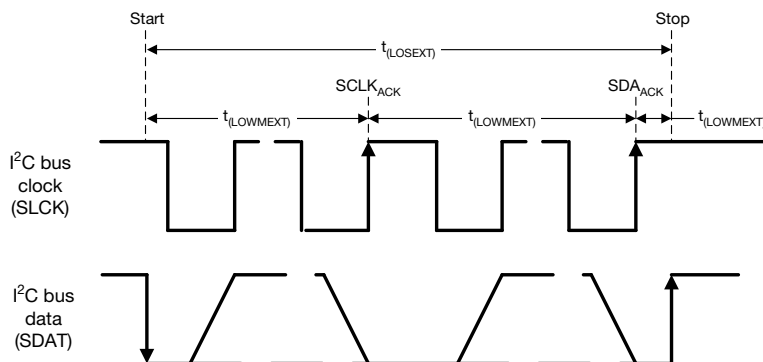 Start Stop
t(LOSEXT)
SCLKACK SDAACK
t(LOWMEXT) t(LOWMEXT) t(LOWMEXT)
I²C bus
clock
(SLCK)
I²C bus
data
(SDAT)